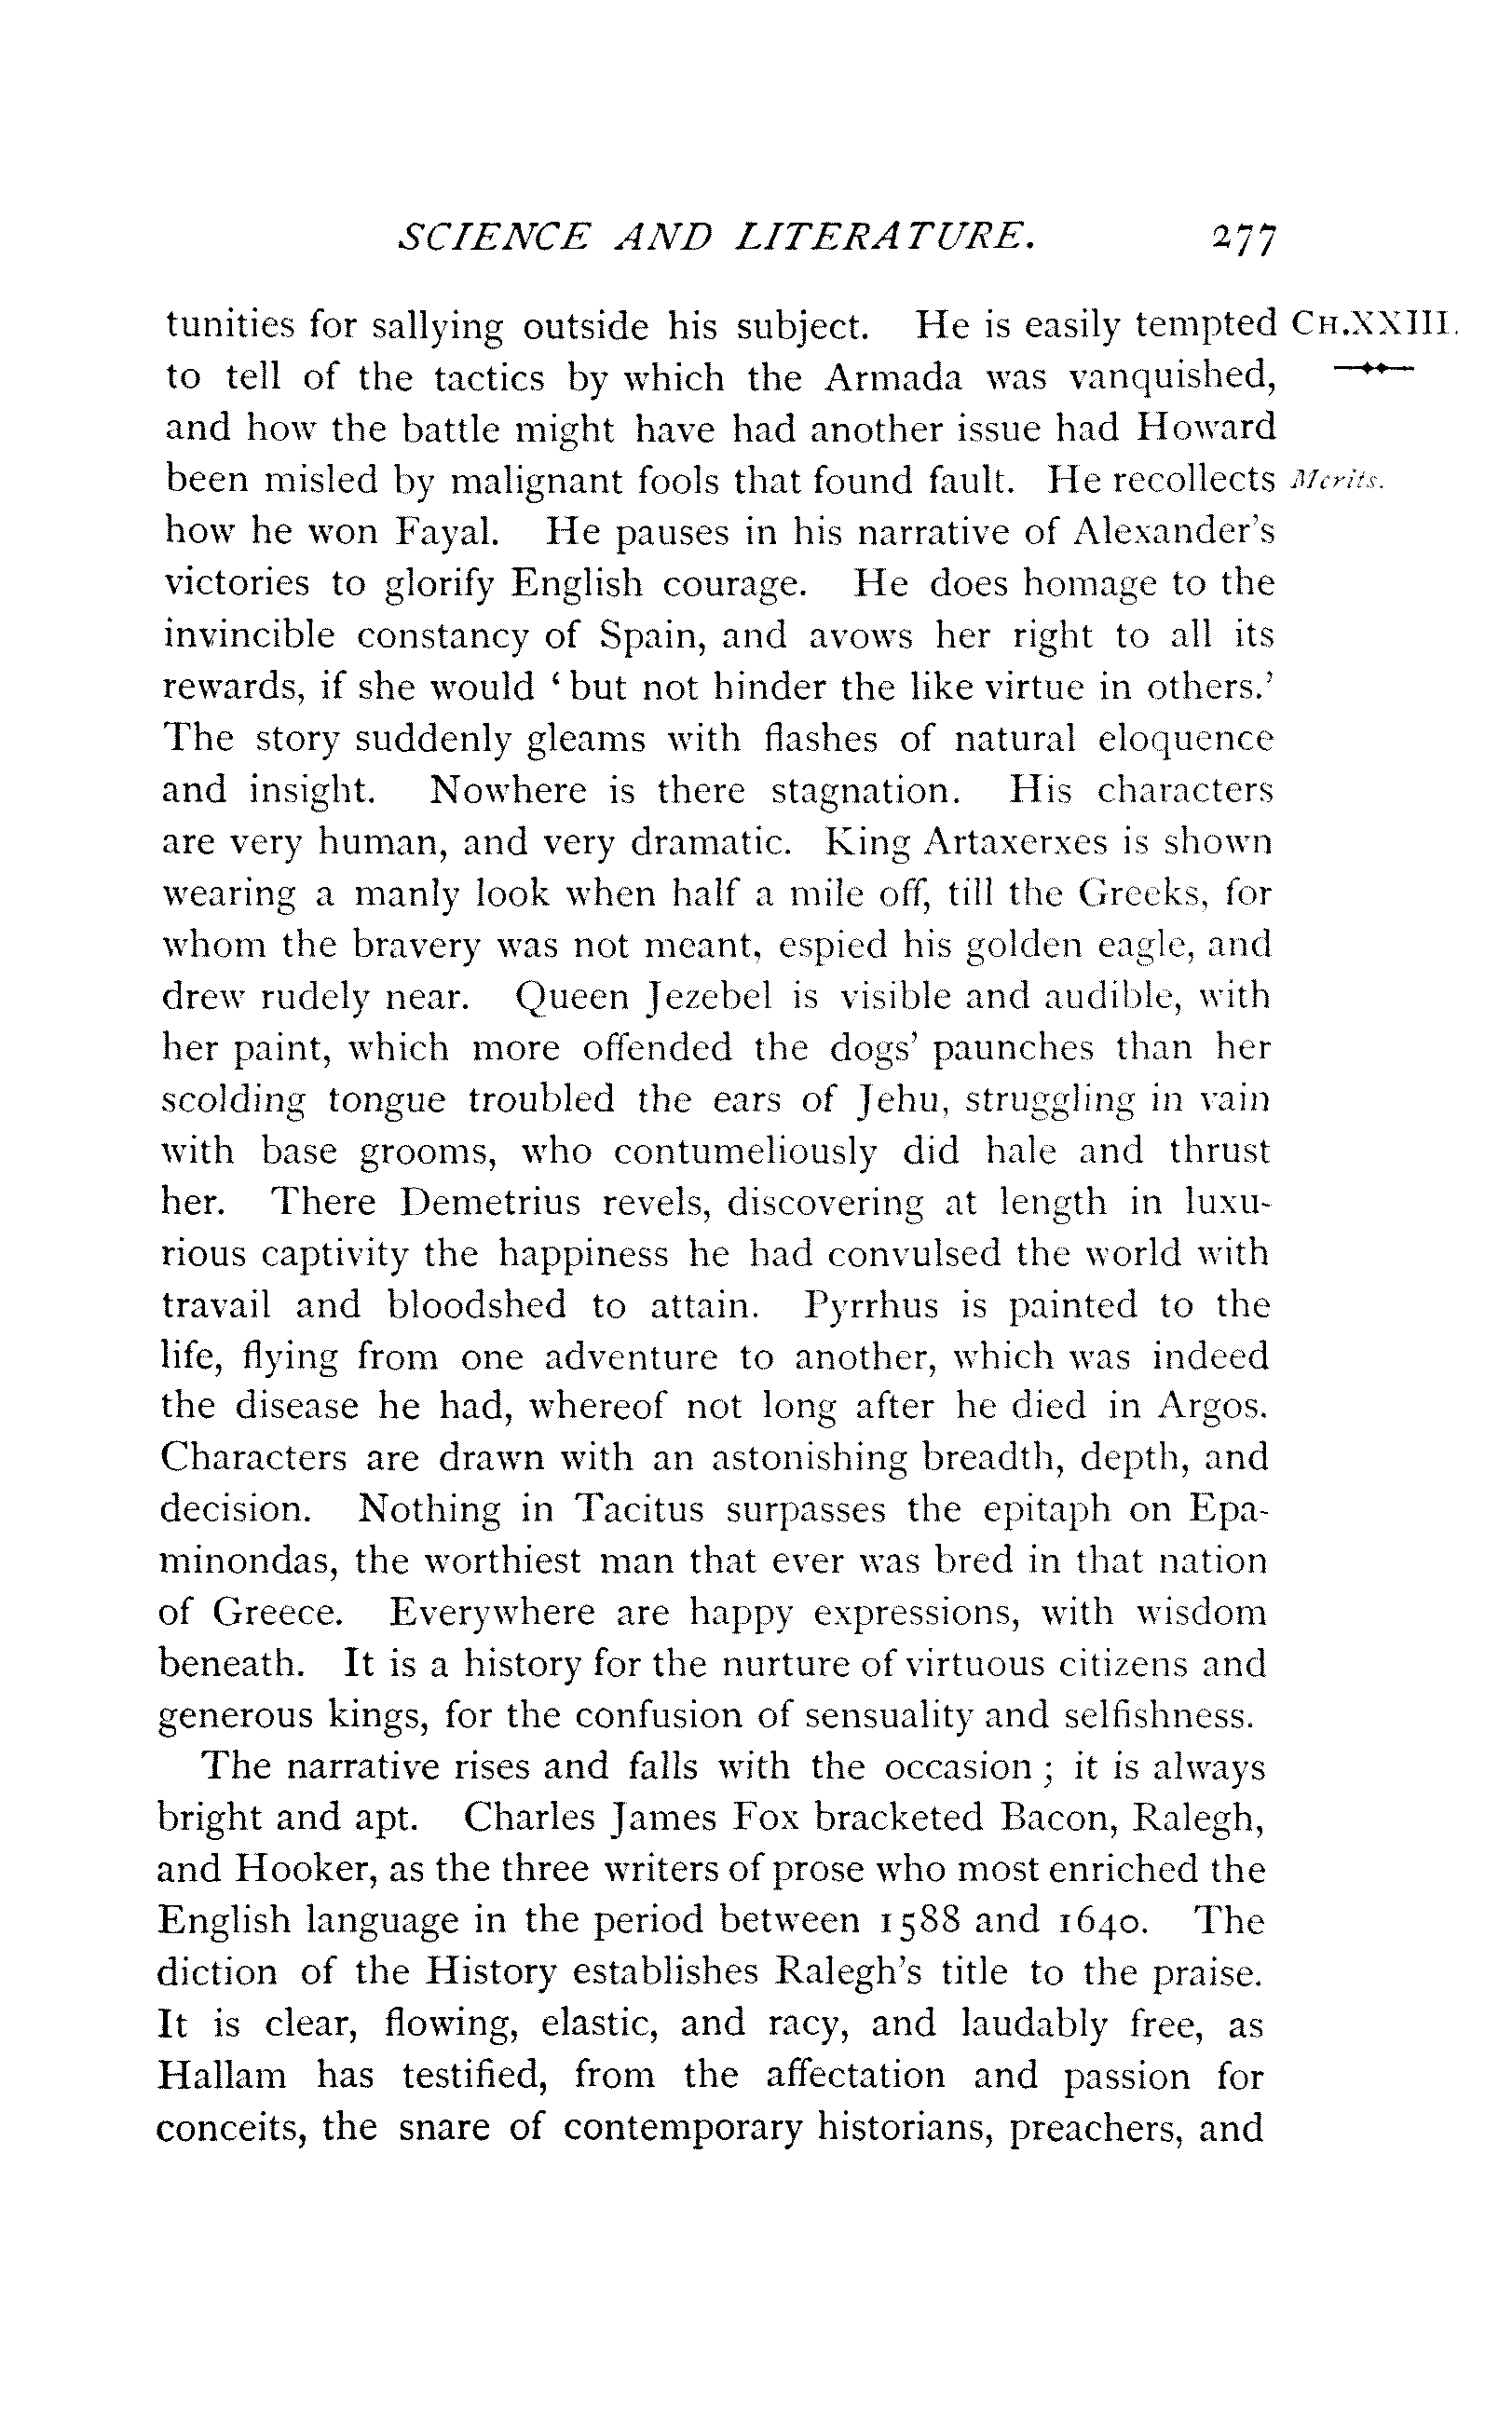 SCIENCE AND LITERATURE. 277
tunities for sallying outside his subject. He is easily tempted CH.XXIII.
to tell of the tactics by which the Armada was vanquished,
and how the battle might have had another issue had Howard
been misled by malignant fools that found fault. He recollects Merits.
how he won Fayal. He pauses in his narrative of Alexander's
victories to glorify English courage. He does homage to the
invincible constancy of Spain, and avows her right to all its
rewards, if she would ‘but not hinder the like virtue in others.’
The story suddenly gleams with flashes of natural eloquence
and insight. Nowhere is there stagnation. His characters
are very human, and very dramatic. King Artaxerxes is shown
wearing a manly look when half a mile off, till the Greeks, for
whom the bravery was not meant, espied his golden eagle, and
drew rudely near. Queen Jezebel is visible and audible, with
her paint, which more offended the dogs' paunches than her
scolding tongue troubled the ears of Jehu, struggling in vain
with base grooms, who contumeliously did hale and thrust
her. There Demetrius revels, discovering at length in luxu-
rious captivity the happiness he had convulsed the world with
travail and bloodshed to attain. Pyrrhus is painted to the
life, flying from one adventure to another, which was indeed
the disease he had, whereof not long after he died in Argos.
Characters are drawn with an astonishing breadth, depth, and
decision. Nothing in Tacitus surpasses the epitaph on Epa-
minondas, the worthiest man that ever was bred in that nation
of Greece. Everywhere are happy expressions, with wisdom
beneath. It is a history for the nurture of virtuous citizens and
generous kings, for the confusion of sensuality and selfishness.
The narrative rises and falls with the occasion; it is always
bright and apt. Charles James Fox bracketed Bacon, Ralegh,
and Hooker, as the three writers of prose who most enriched the
English language in the period between 1588 and 1640. The
diction of the History establishes Ralegh's title to the praise.
It is clear, flowing, elastic, and racy, and laudably free, as
Hallam has testified, from the affectation and passion for
conceits, the snare of contemporary historians, preachers, and